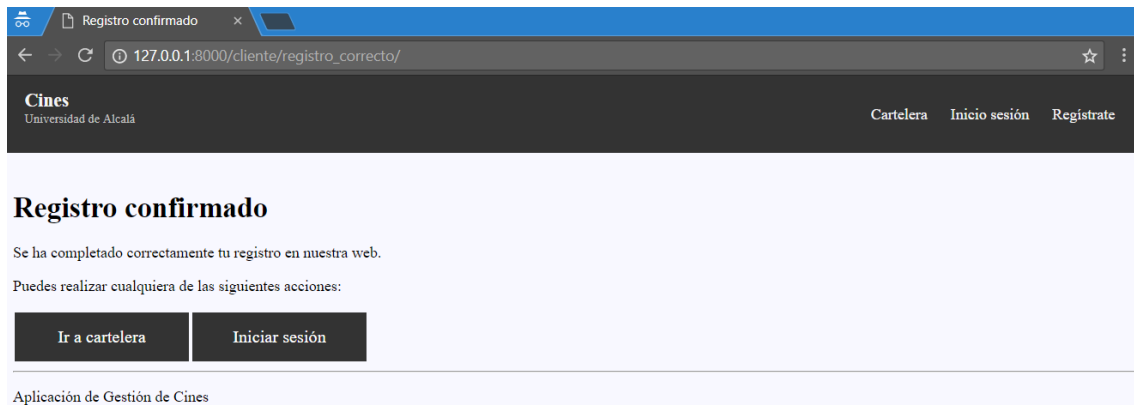 Registro confirmado
127.0.0.1:8000/cliente/registro_correcto/
Cines
Universidad de Alcalá
Cartelera Inicio sesión Regístrate
Registro confirmado
Se ha completado correctamente tu registro en nuestra web.
Puedes realizar cualquiera de las siguientes acciones:
Ir a cartelera Iniciar sesión
Aplicación de Gestión de Cines